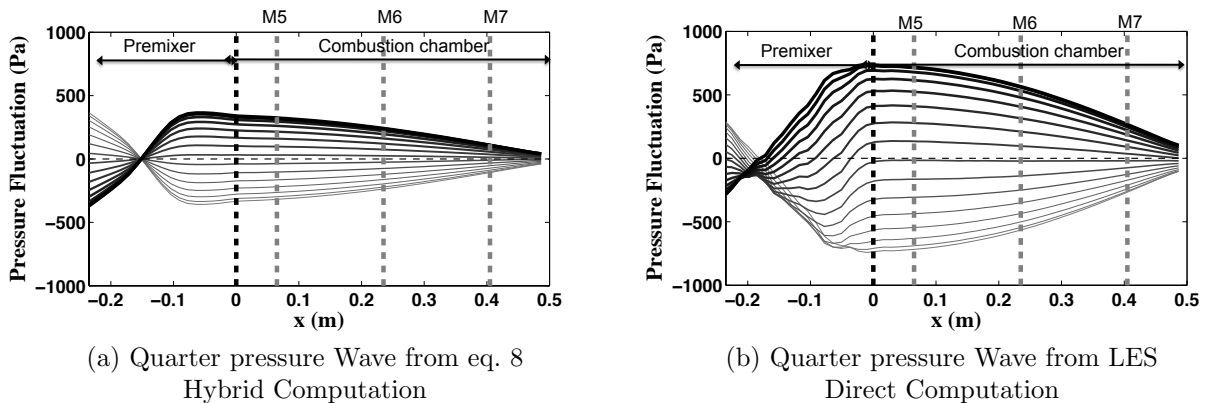 M5 M6 M7
1000
Premixer
Combustion chamber
500
0
−500
−1000
Pressure Fluctuation (Pa)
−0.2 −0.1 0 0.1 0.2 0.3 0.4 0.5
x (m)
(a) Quarter pressure Wave from eq. 8
Hybrid Computation
M5 M6 M7
1000
Premixer
Combustion chamber
500
0
−500
−1000
Pressure Fluctuation (Pa)
−0.2 −0.1 0 0.1 0.2 0.3 0.4 0.5
x (m)
(b) Quarter pressure Wave from LES
Direct Computation